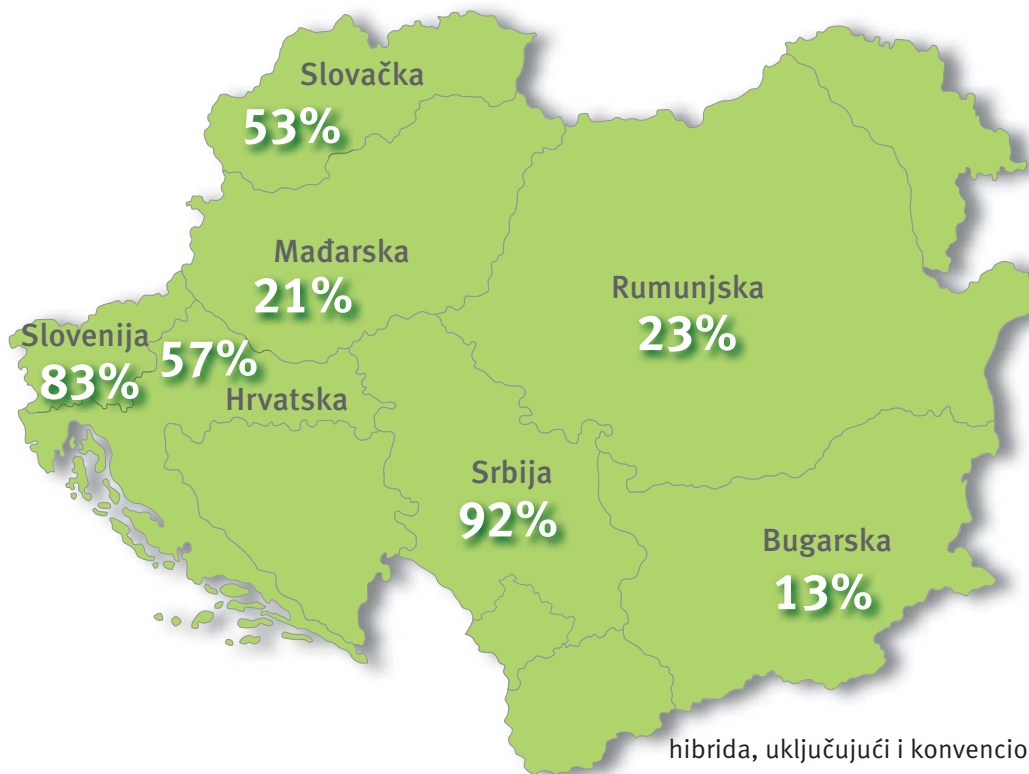 Slovačka
53%
Mađarska
21%
Rumunjska
23%
Slovenija
83%
57%
Hrvatska
Srbija
92%
Bugarska
13%
hibrida, uključujući i konvencio